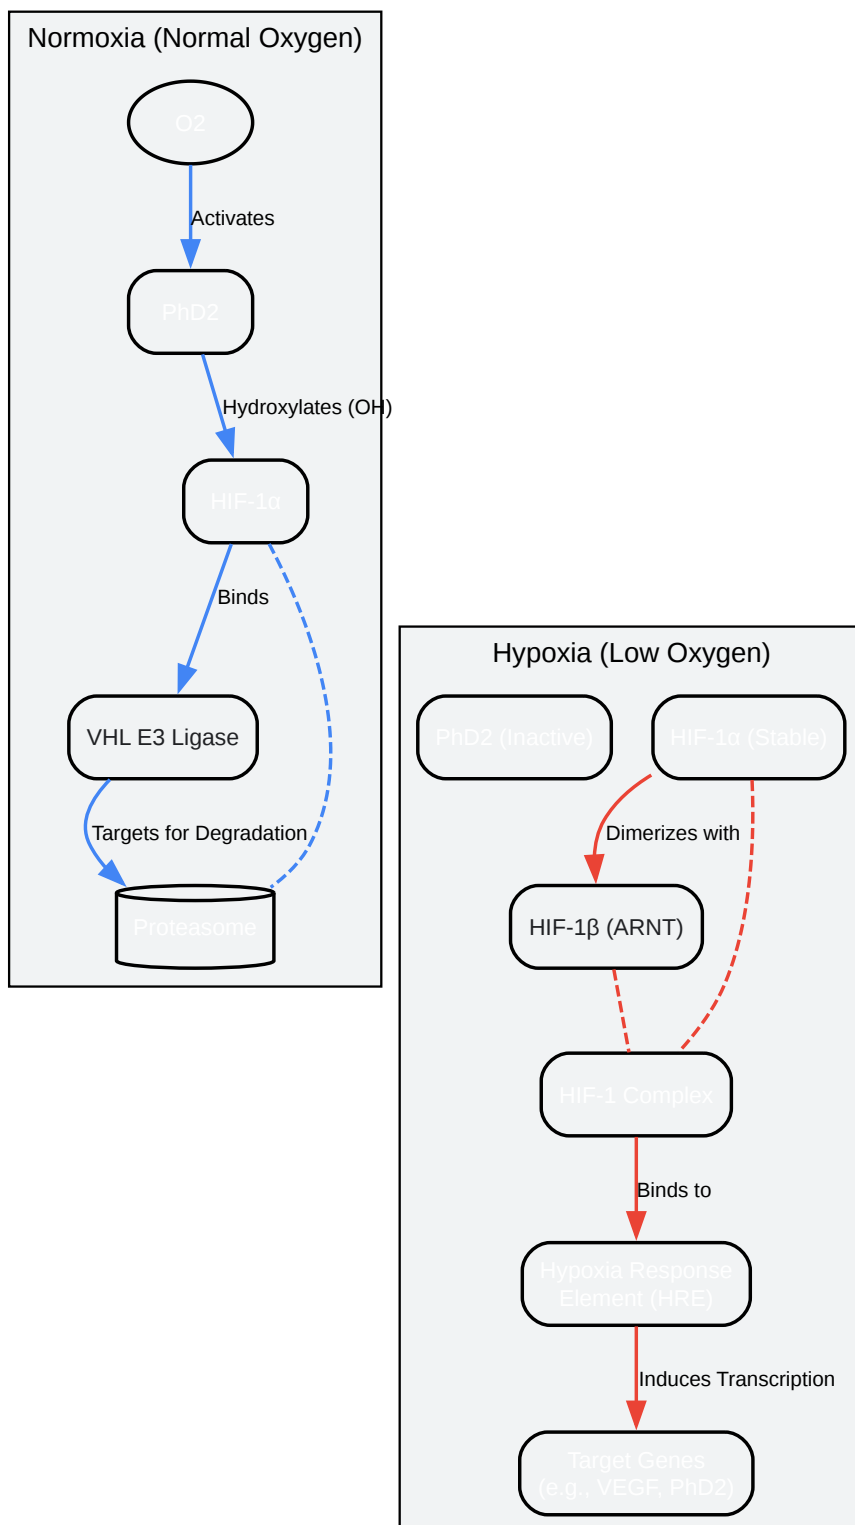 Normoxia (Normal Oxygen)
O2
Activates
PhD2
Hydroxylates (OH)
HIF-1α
Binds
VHL E3 Ligase
Targets for Degradation
Proteasome
Hypoxia (Low Oxygen)
PhD2 (Inactive)
HIF-1α (Stable)
Dimerizes with
HIF-1β (ARNT)
HIF-1 Complex
Binds to
Hypoxia Response
Element (HRE)
Induces Transcription
Target Genes
(e.g., VEGF, PhD2)